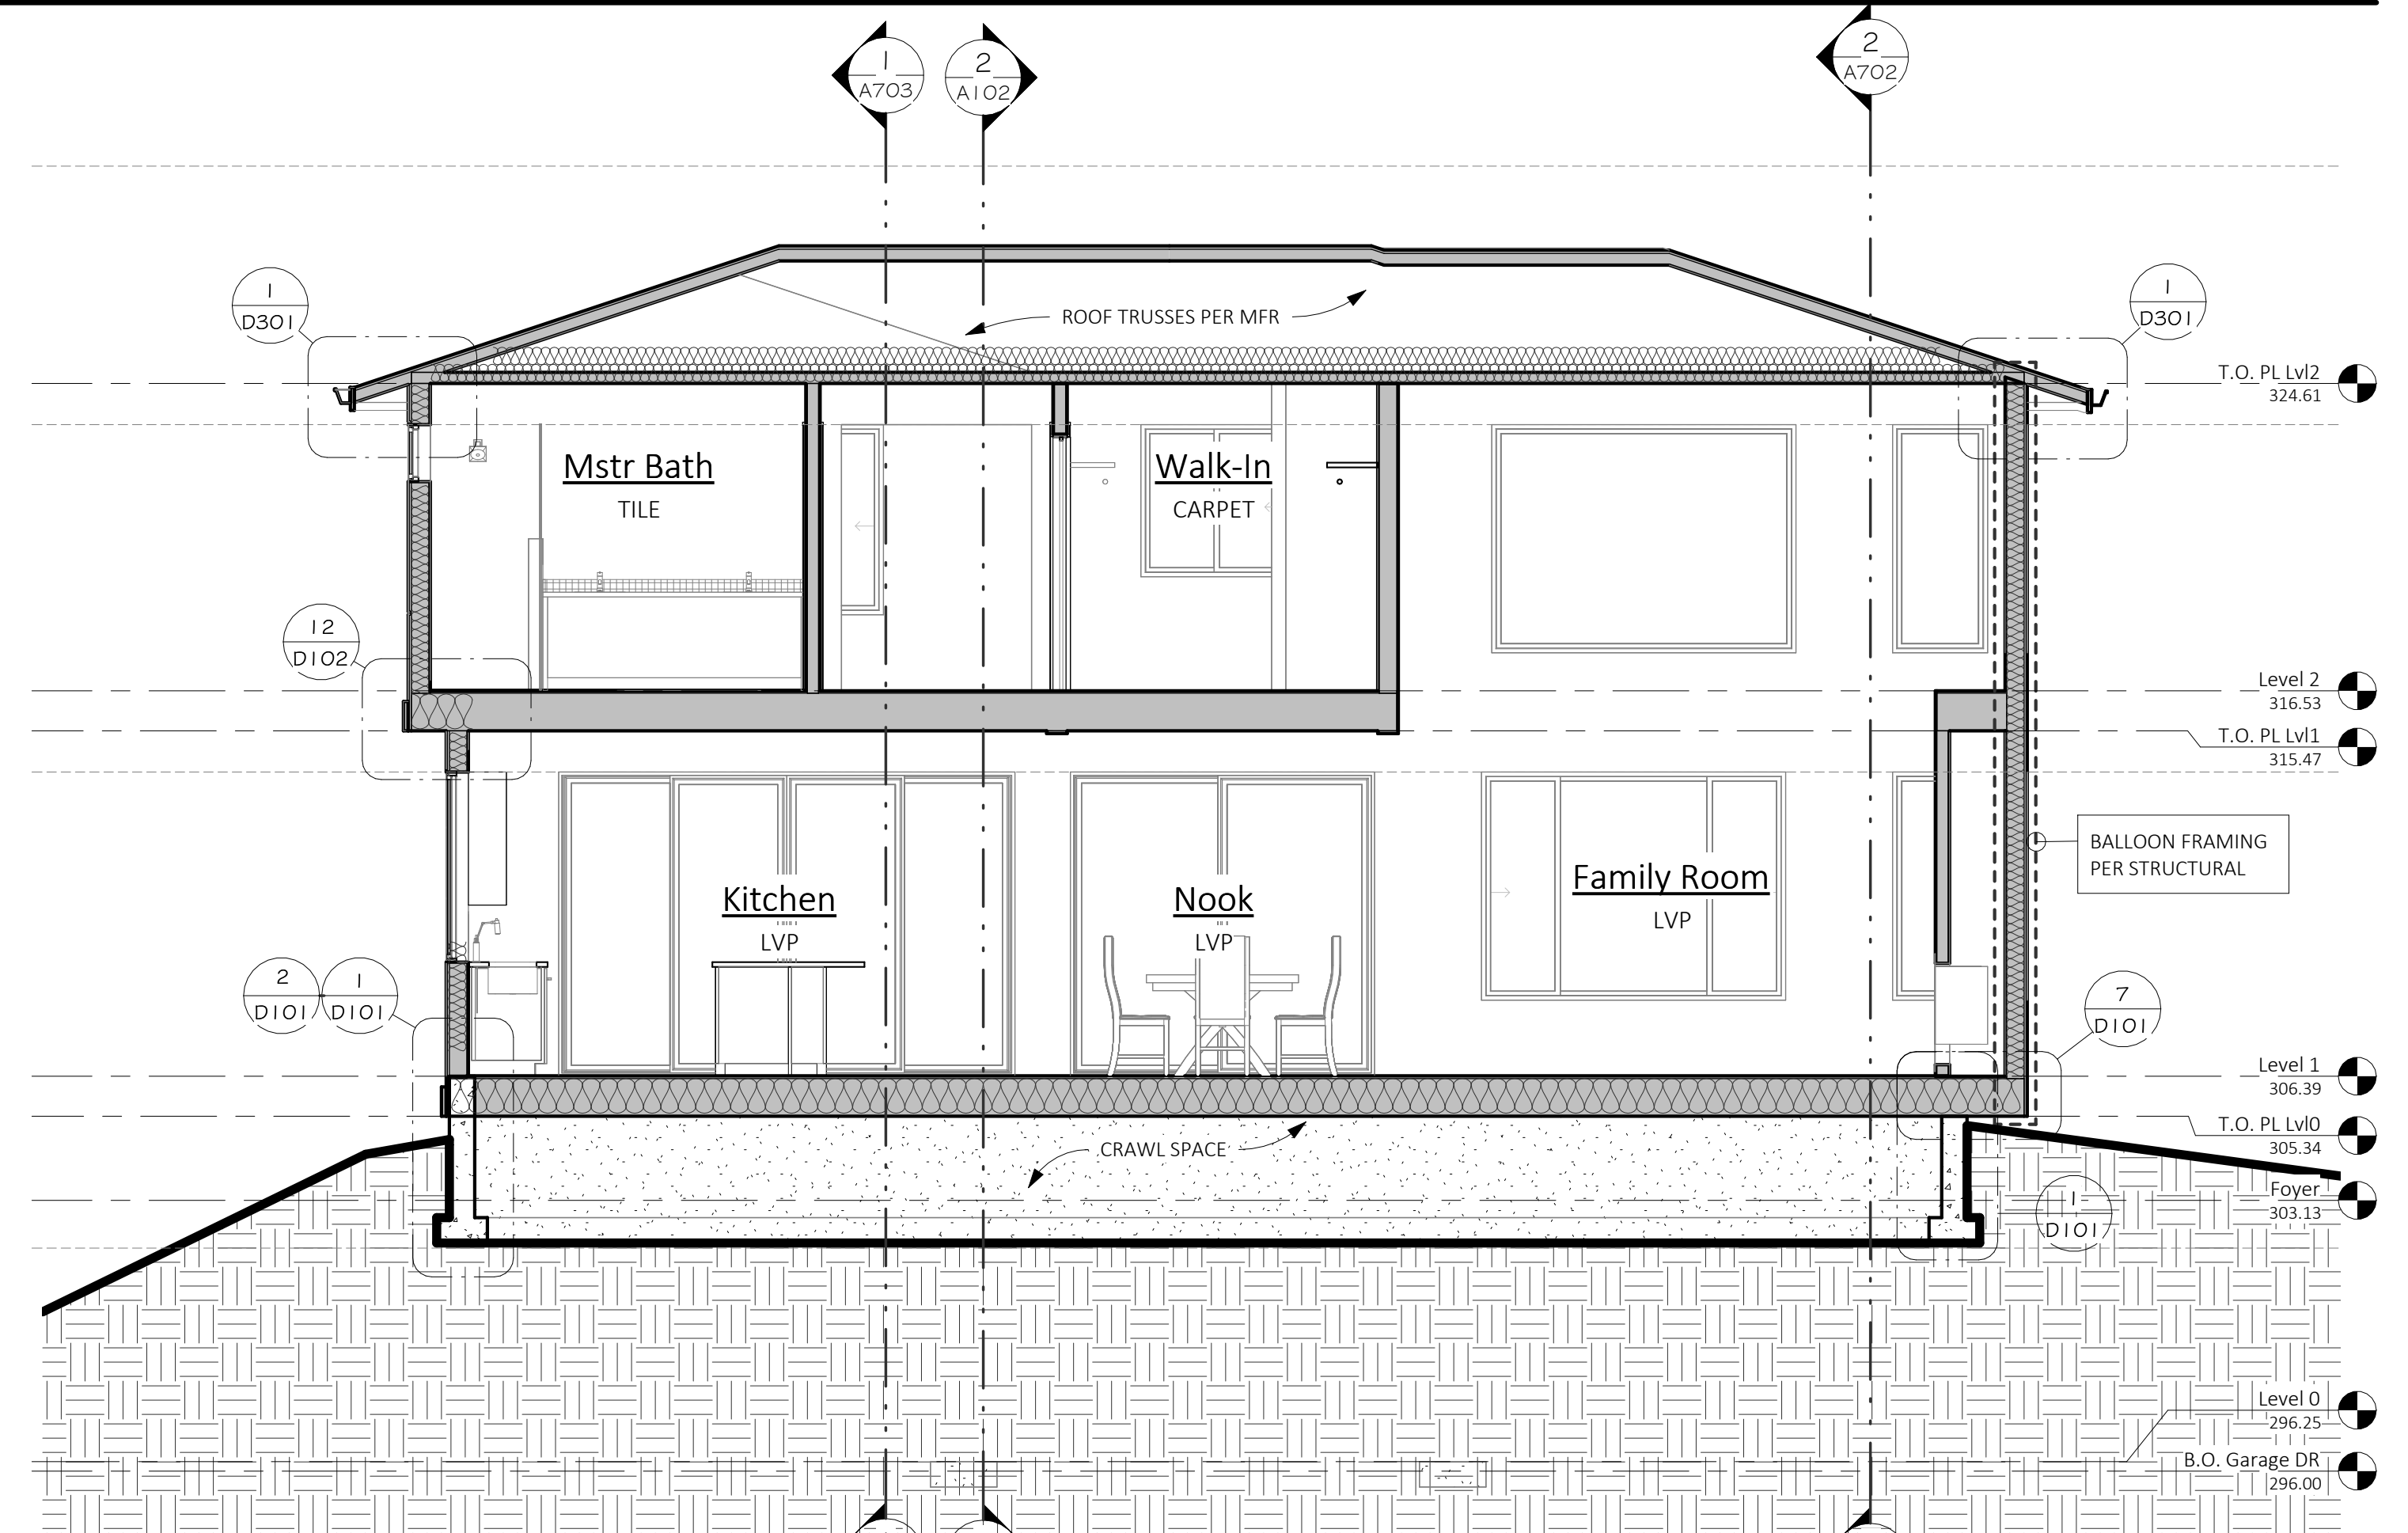 1
A703
2
A102
2
A702
1
D301
ROOF TRUSSES PER MFR
1
D301
T.O. PL Lvl2
324.61
Mstr Bath
TILE
Walk-In
CARPET
12
D102
Level 2
316.53
T.O. PL Lvl1
315.47
BALLOON FRAMING
PER STRUCTURAL
Kitchen
LVP
Nook
LVP
Family Room
LVP
2
D101
1
D101
7
D101
Level 1
306.39
T.O. PL Lvl0
305.34
CRAWL SPACE
Foyer
303.13
1
D101
Level 0
296.25
B.O. Garage DR
296.00